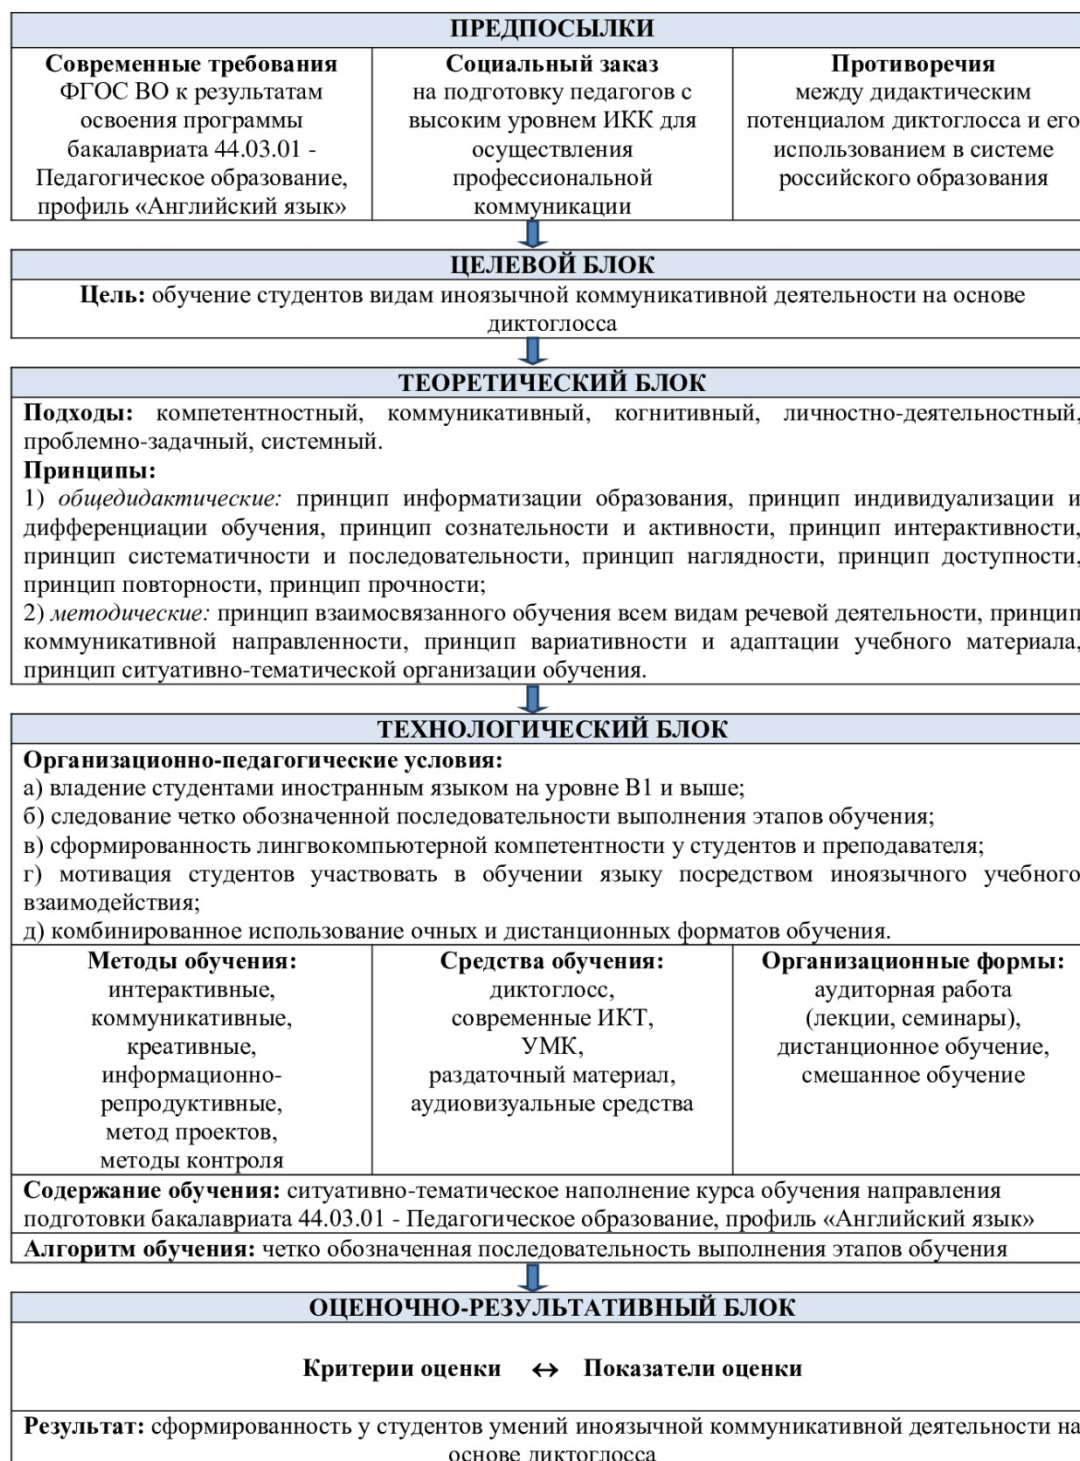 ПРЕДПОСЫЛКИ
Современные требования
ФГОС ВО к результатам
освоения программы
бакалавриата 44.03.01 -
Педагогическое образование,
профиль «Английский язык»
Социальный заказ
на подготовку педагогов с
высоким уровнем ИКК для
осуществления
профессиональной
коммуникации
Противоречия
между дидактическим
потенциалом диктоглосса и его
использованием в системе
российского образования
ЦЕЛЕВОЙ БЛОК
Цель: обучение студентов видам иноязычной коммуникативной деятельности на основе
диктоглосса
ТЕОРЕТИЧЕСКИЙ БЛОК
Подходы: компетентностный, коммуникативный, когнитивный, личностно-деятельностный,
проблемно-задачный, системный.
Принципы:
1) общедидактические: принцип информатизации образования, принцип индивидуализации и
дифференциации обучения, принцип сознательности и активности, принцип интерактивности,
принцип систематичности и последовательности, принцип наглядности, принцип доступности,
принцип повторности, принцип прочности;
2) методические: принцип взаимосвязанного обучения всем видам речевой деятельности, принцип
коммуникативной направленности, принцип вариативности и адаптации учебного материала,
принцип ситуативно-тематической организации обучения.
ТЕХНОЛОГИЧЕСКИЙ БЛОК
Организационно-педагогические условия:
а) владение студентами иностранным языком на уровне В1 и выше;
б) следование четко обозначенной последовательности выполнения этапов обучения;
в) сформированность лингвокомпьютерной компетентности у студентов и преподавателя;
г) мотивация студентов участвовать в обучении языку посредством иноязычного учебного
взаимодействия;
д) комбинированное использование очных и дистанционных форматов обучения.
Методы обучения:
интерактивные,
коммуникативные,
креативные,
информационно-
репродуктивные,
метод проектов,
методы контроля
Средства обучения:
диктоглосс,
современные ИКТ,
УМК,
раздаточный материал,
аудиовизуальные средства
Организационные формы:
аудиторная работа
(лекции, семинары),
дистанционное обучение,
смешанное обучение
Содержание обучения: ситуативно-тематическое наполнение курса обучения направления
подготовки бакалавриата 44.03.01 - Педагогическое образование, профиль «Английский язык»
Алгоритм обучения: четко обозначенная последовательность выполнения этапов обучения
ОЦЕНОЧНО-РЕЗУЛЬТАТИВНЫЙ БЛОК
Критерии оценки ↔ Показатели оценки
Результат: сформированность у студентов умений иноязычной коммуникативной деятельности на
основе диктоглосса